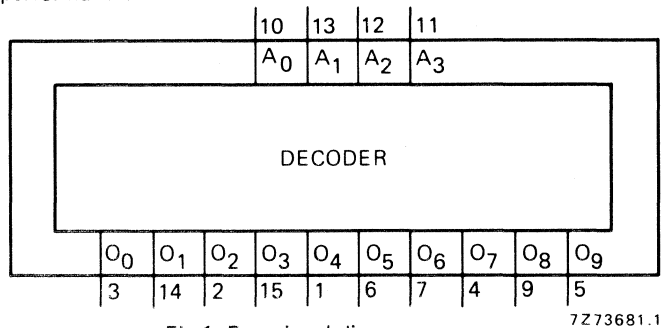 10 13 12 11
A0 A1 A2 A3
DECODER
O0 O1 O2 O3 O4 O5 O6 O7 O8 O9
3 14 2 15 1 6 7 4 9 5
7Z73681.1